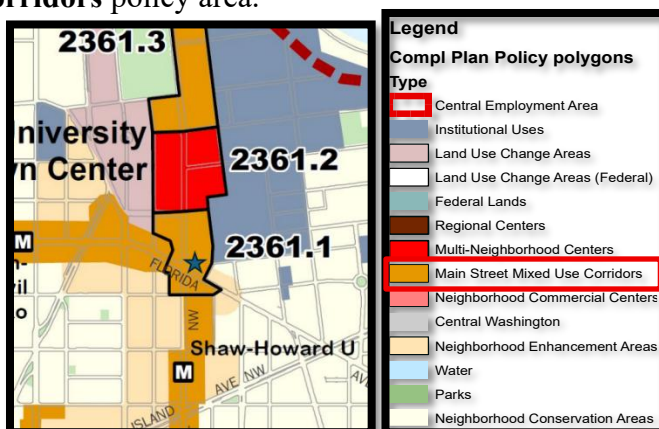 orridors policy area.
2361.3
niversity
n Center
2361.2
2361.1
M
FLORIDA
NW
Shaw-Howard U
M
AVE NW
ISLAND
AV
Legend
Compl Plan Policy polygons
Type
Central Employment Area
Institutional Uses
Land Use Change Areas
Land Use Change Areas (Federal)
Federal Lands
Regional Centers
Multi-Neighborhood Centers
Main Street Mixed Use Corridors
Neighborhood Commercial Centers
Central Washington
Neighborhood Enhancement Areas
Water
Parks
Neighborhood Conservation Areas